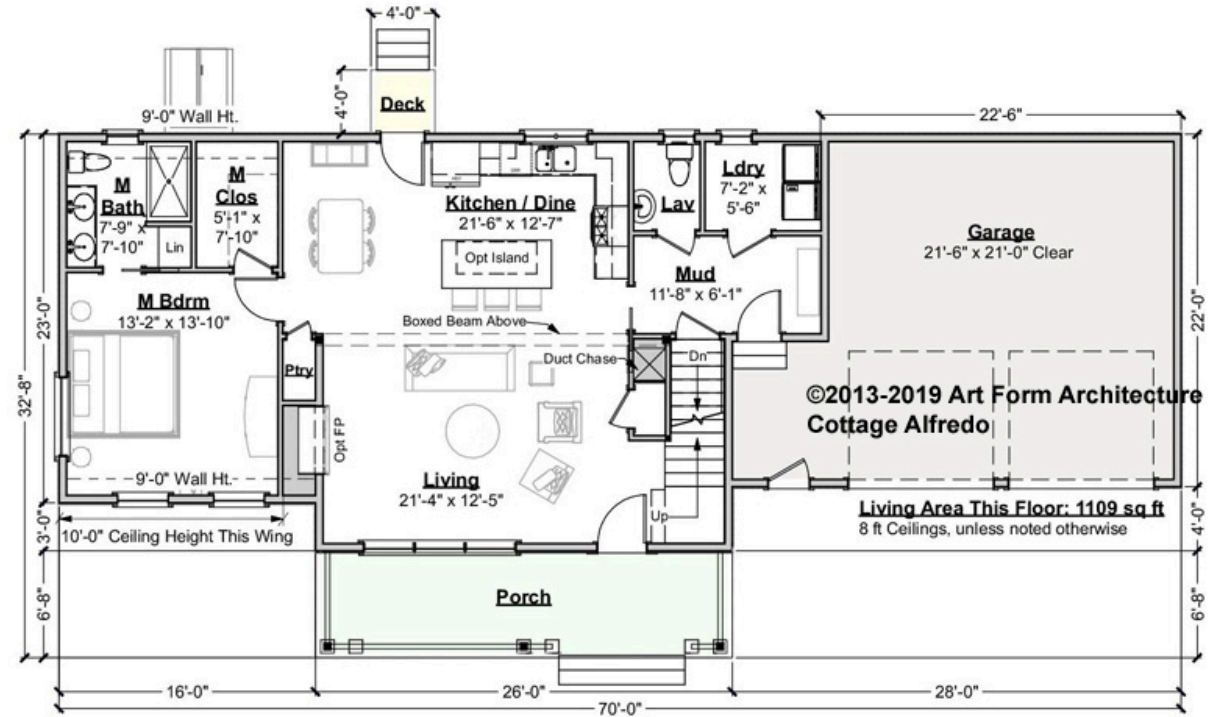 4'-0"
4'-0"
Deck
9'-0" Wall Ht.
22'-6"
M
Bath
7'-9" x
7'-10"
Lin
M
Clos
5'-1" x
7'-10"
Kitchen / Dine
21'-6" x 12'-7"
Opt Island
Lav
Ldry
7'-2" x
5'-6"
Garage
21'-6" x 21'-0" Clear
Mud
11'-8" x 6'-1"
M Bdrm
13'-2" x 13'-10"
Boxed Beam Above
Duct Chase
Dn
Ptry
Opt FP
23'-0"
32'-8"
22'-0"
©2013-2019 Art Form Architecture
Cottage Alfredo
9'-0" Wall Ht.
Living
21'-4" x 12'-5"
Up
Living Area This Floor: 1109 sq ft
8 ft Ceilings, unless noted otherwise
3'-0"
10'-0" Ceiling Height This Wing
4'-0"
Porch
6'-8"
6'-8"
16'-0"
26'-0"
28'-0"
70'-0"